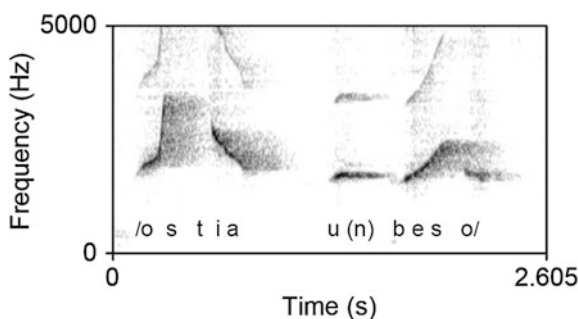 5000
Frequency (Hz)
/o s t i a u (n) b e s o/
0
0 2.605
Time (s)